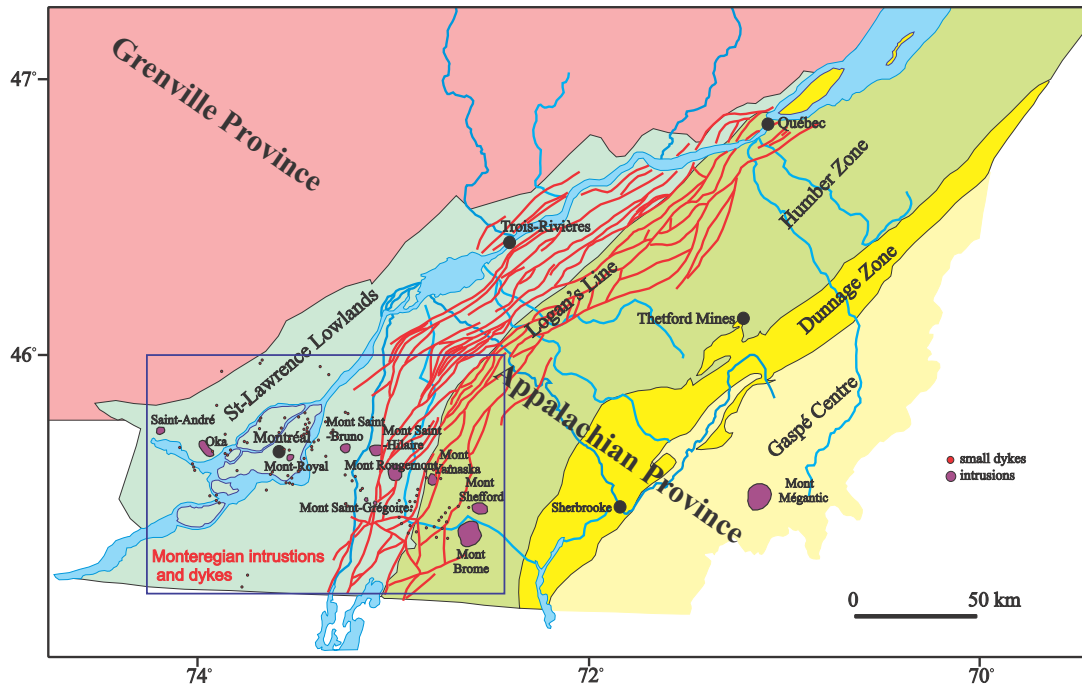 47°
46°
Grenville Province
Québec
Humber Zone
Trois-Rivières
Logan's Line
St-Lawrence Lowlands
Thetford Mines
Dunnage Zone
Appalachian Province
Gaspé Centre
Saint-André
Oka
Montréal
Mont-Royal
Mont Saint
-Bruno
Mont Saint
-Hilaire
Mont Rougemont
Mont
Yamaska
Mont
Shefford
Mont Saint-Grégoire
Mont
Brome
Sherbrooke
Mont
Mégantic
small dykes
intrusions
Monteregian intrustions
and dykes
0 50 km
74° 72° 70°